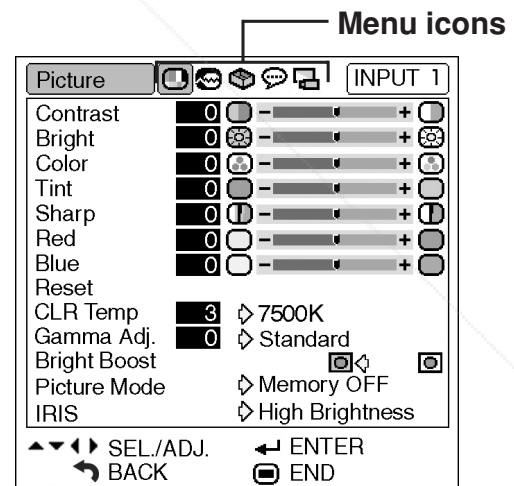 Menu icons
Picture INPUT 1
Contrast 0 − +
Bright 0 − +
Color 0 − +
Tint 0 − +
Sharp 0 − +
Red 0 − +
Blue 0 − +
Reset
CLR Temp 3 7500K
Gamma Adj. 0 Standard
Bright Boost
Picture Mode Memory OFF
IRIS High Brightness
SEL./ADJ. ENTER
BACK END